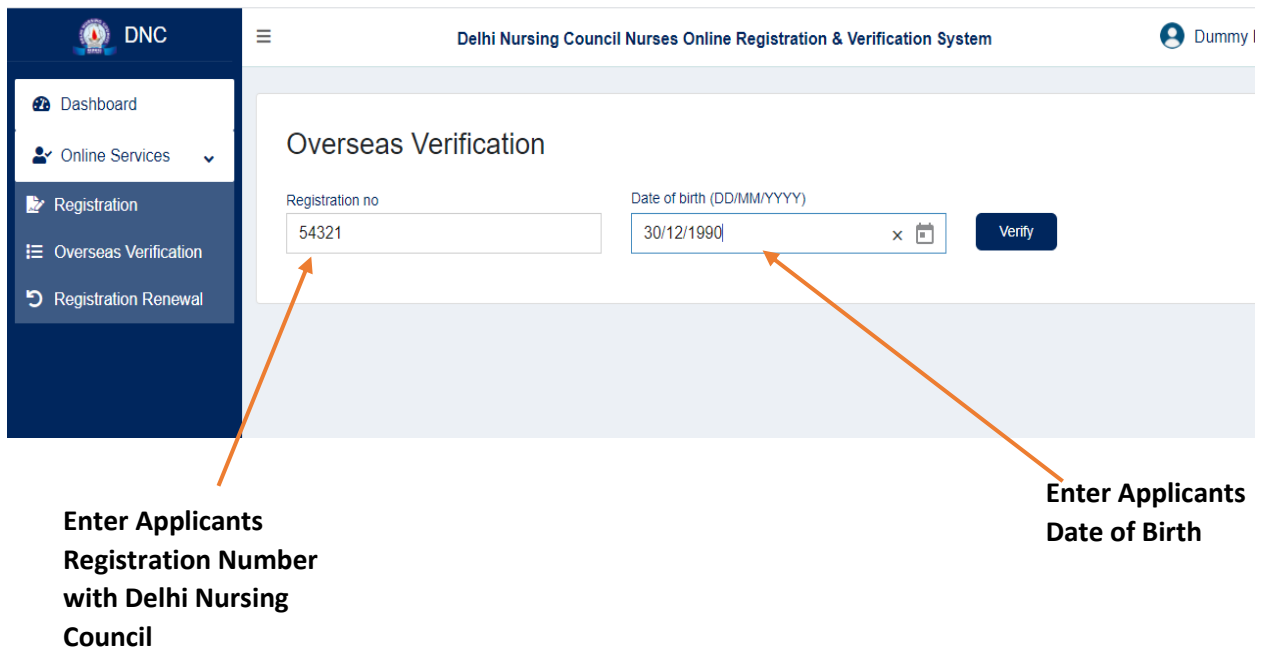 DNC
Delhi Nursing Council Nurses Online Registration & Verification System
Dummy
Dashboard
Online Services
Registration
Overseas Verification
Registration Renewal
Overseas Verification
Registration no
Date of birth (DD/MM/YYYY)
54321
30/12/1990
Verify
Enter Applicants
Registration Number
with Delhi Nursing
Council
Enter Applicants
Date of Birth